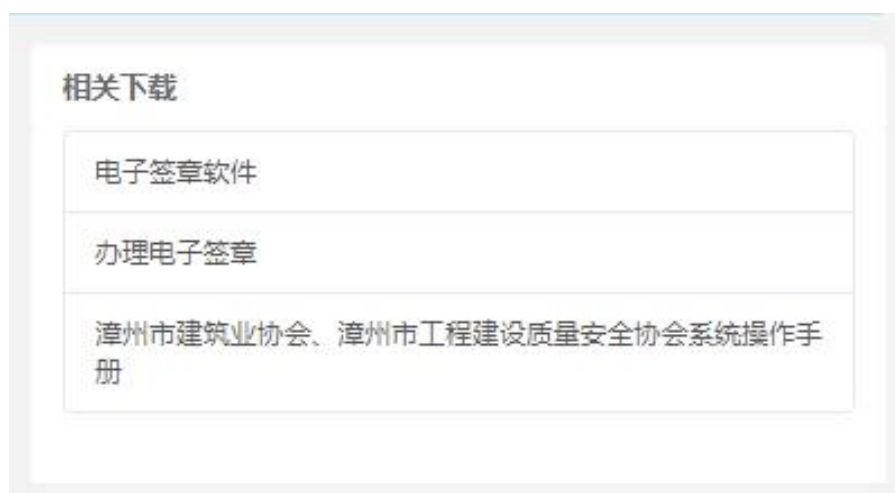 相关下载
电子签章软件
办理电子签章
漳州市建筑业协会、漳州市工程建设质量安全协会系统操作手
册